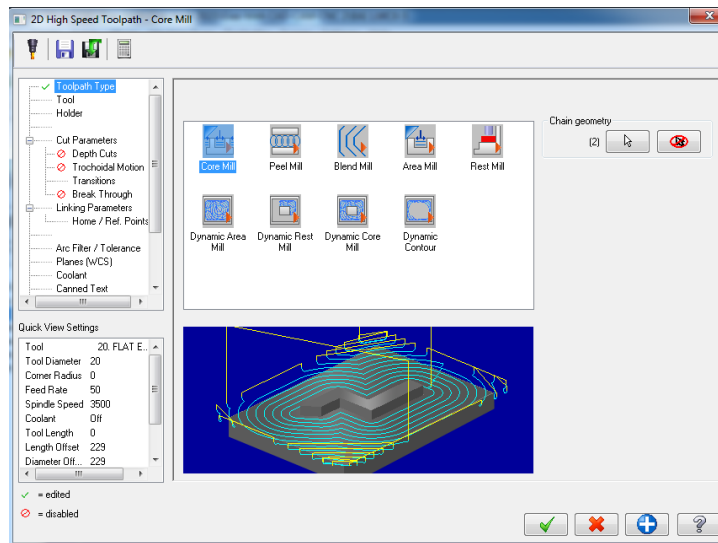 2D High Speed Toolpath - Core Mill
Toolpath Type
Tool
Holder
Cut Parameters
Depth Cuts
Trochoidal Motion
Transitions
Break Through
Linking Parameters
Home / Ref. Points
Arc Filter / Tolerance
Planes (WCS)
Coolant
Canned Text
Core Mill
Peel Mill
Blend Mill
Area Mill
Rest Mill
Dynamic Area
Mill
Dynamic Rest
Mill
Dynamic Core
Mill
Dynamic
Contour
Chain geometry
(2)
Quick View Settings
Tool 20. FLAT E...
Tool Diameter 20
Corner Radius 0
Feed Rate 50
Spindle Speed 3500
Coolant Off
Tool Length 0
Length Offset 229
Diameter Off... 229
= edited
= disabled